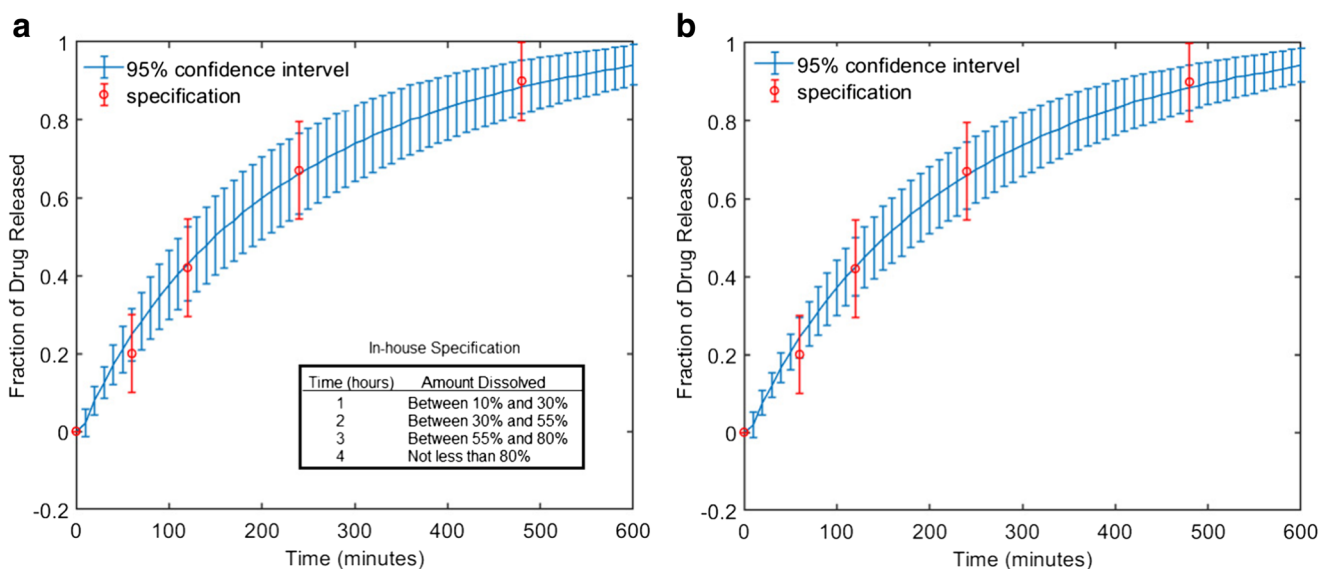 a
1
0.8
0.6
0.4
0.2
0
-0.2
Fraction of Drug Released
95% confidence intervel
specification
In-house Specification
Time (hours) Amount Dissolved
1 Between 10% and 30%
2 Between 30% and 55%
3 Between 55% and 80%
4 Not less than 80%
0 100 200 300 400 500 600
Time (minutes)
b
1
0.8
0.6
0.4
0.2
0
-0.2
Fraction of Drug Released
95% confidence intervel
specification
0 100 200 300 400 500 600
Time (minutes)